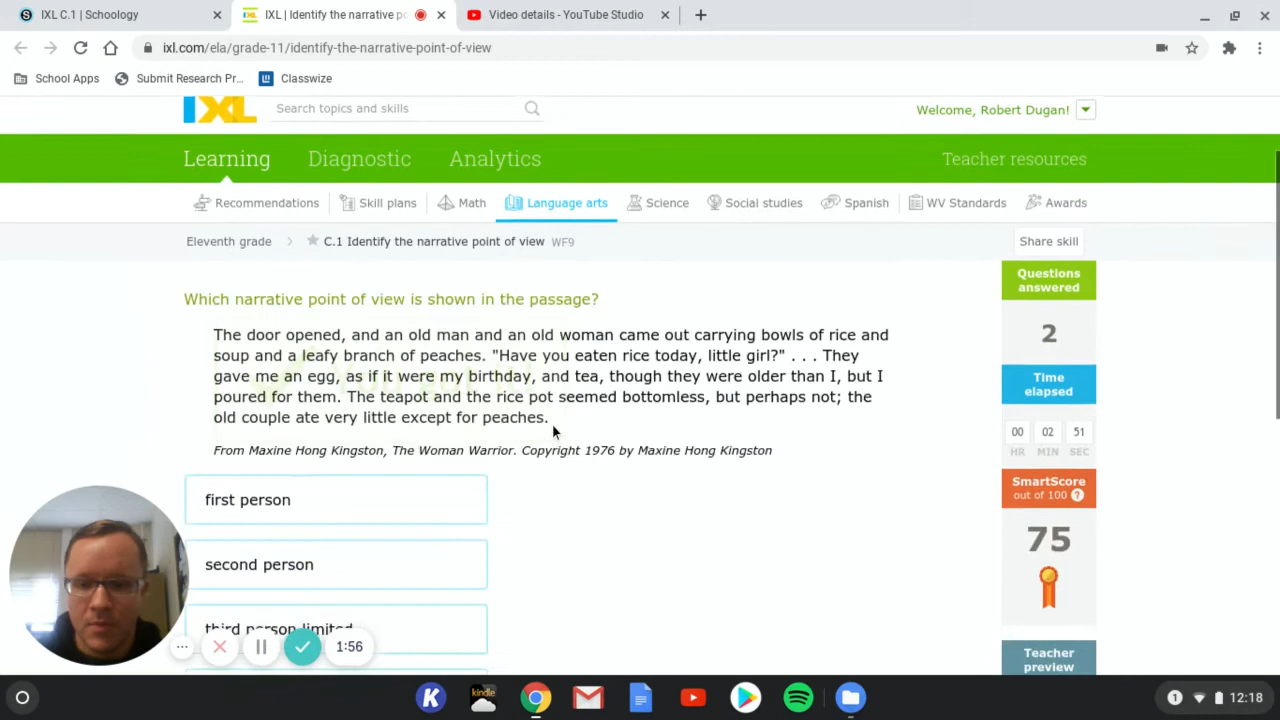 IXL C.1 | Schoology
IXL | Identify the narrative po
Video details - YouTube Studio
ixl.com/ela/grade-11/identify-the-narrative-point-of-view
School Apps
Submit Research Pr...
Classwize
IXL
Search topics and skills
Welcome, Robert Dugan!
Learning
Diagnostic
Analytics
Teacher resources
Recommendations
Skill plans
Math
Language arts
Science
Social studies
Spanish
WV Standards
Awards
Eleventh grade
C.1 Identify the narrative point of view WF9
Share skill
Which narrative point of view is shown in the passage?
The door opened, and an old man and an old woman came out carrying bowls of rice and
soup and a leafy branch of peaches. "Have you eaten rice today, little girl?" . . . They
gave me an egg, as if it were my birthday, and tea, though they were older than I, but I
poured for them. The teapot and the rice pot seemed bottomless, but perhaps not; the
old couple ate very little except for peaches.
From Maxine Hong Kingston, The Woman Warrior. Copyright 1976 by Maxine Hong Kingston
first person
second person
third person limited
Questions
answered
2
Time
elapsed
00 02 51
HR MIN SEC
SmartScore
out of 100 ?
75
Teacher
preview
1:56
K
kindle
1
12:18